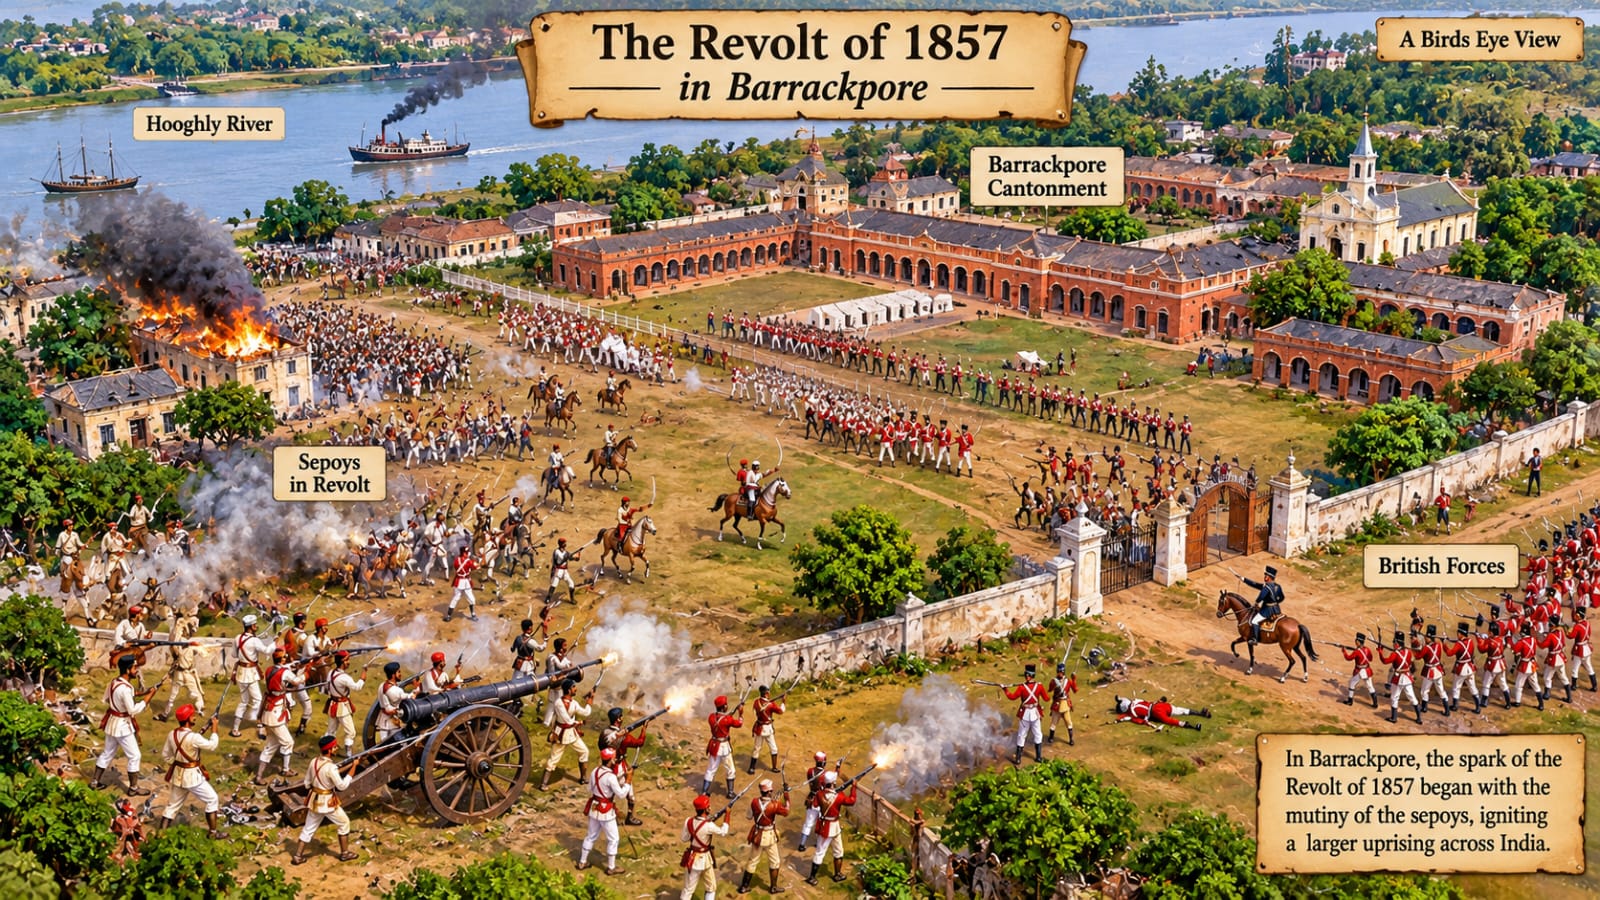 The Revolt of 1857
in Barrackpore
A Birds Eye View
Hooghly River
Barrackpore
Cantonment
Sepoys
in Revolt
British Forces
In Barrackpore, the spark of the
Revolt of 1857 began with the
mutiny of the sepoys, igniting
a larger uprising across India.